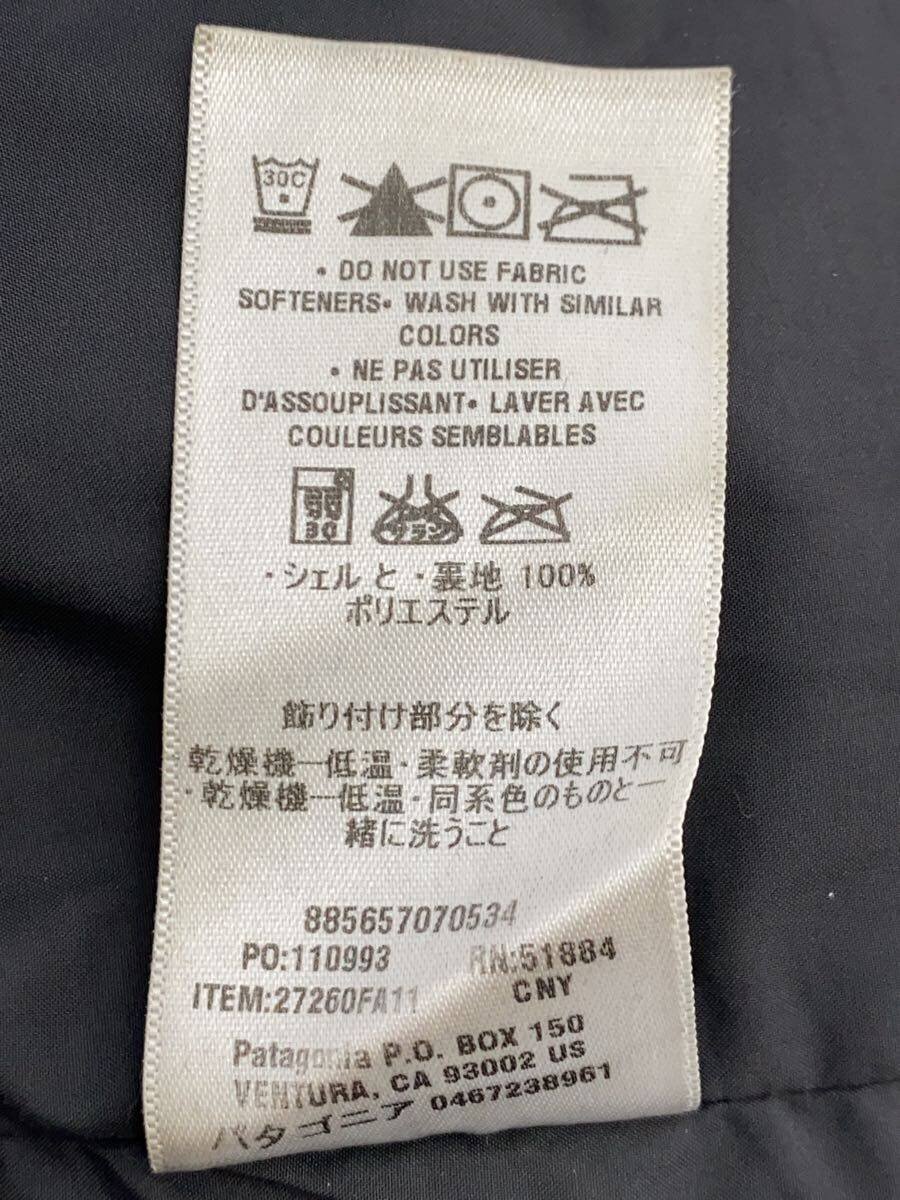 30C
• DO NOT USE FABRIC
SOFTENERS• WASH WITH SIMILAR
COLORS
• NE PAS UTILISER
D'ASSOUPLISSANT• LAVER AVEC
COULEURS SEMBLABLES
30
・シェル と ・裏地 100%
ポリエステル
飾り付け部分を除く
乾燥機ー低温・柔軟剤の使用不可
・乾燥機ー低温・同系色のものと一
緒に洗うこと
885657070534
PO:110993 RN:51884
ITEM:27260FA11 CNY
Patagonia P.O. BOX 150
VENTURA, CA 93002 US
パタゴニア 0467238961